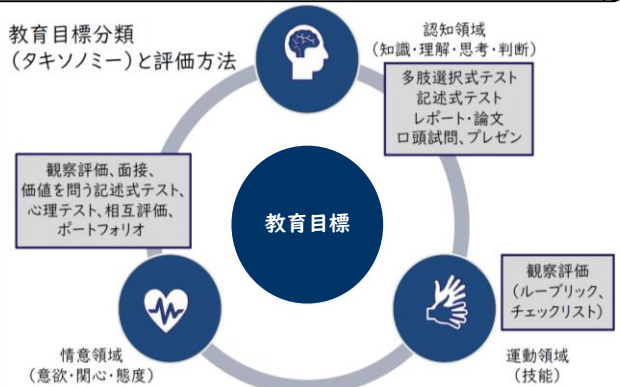 教育目標分類
(タキソノミー)と評価方法
認知領域
(知識・理解・思考・判断)
多肢選択式テスト
記述式テスト
レポート・論文
口頭試問、プレゼン
観察評価、面接、
価値を問う記述式テスト、
心理テスト、相互評価、
ポートフォリオ
教育目標
観察評価
(ルーブリック、
チェックリスト)
情意領域
(意欲・関心・態度)
運動領域
(技能)